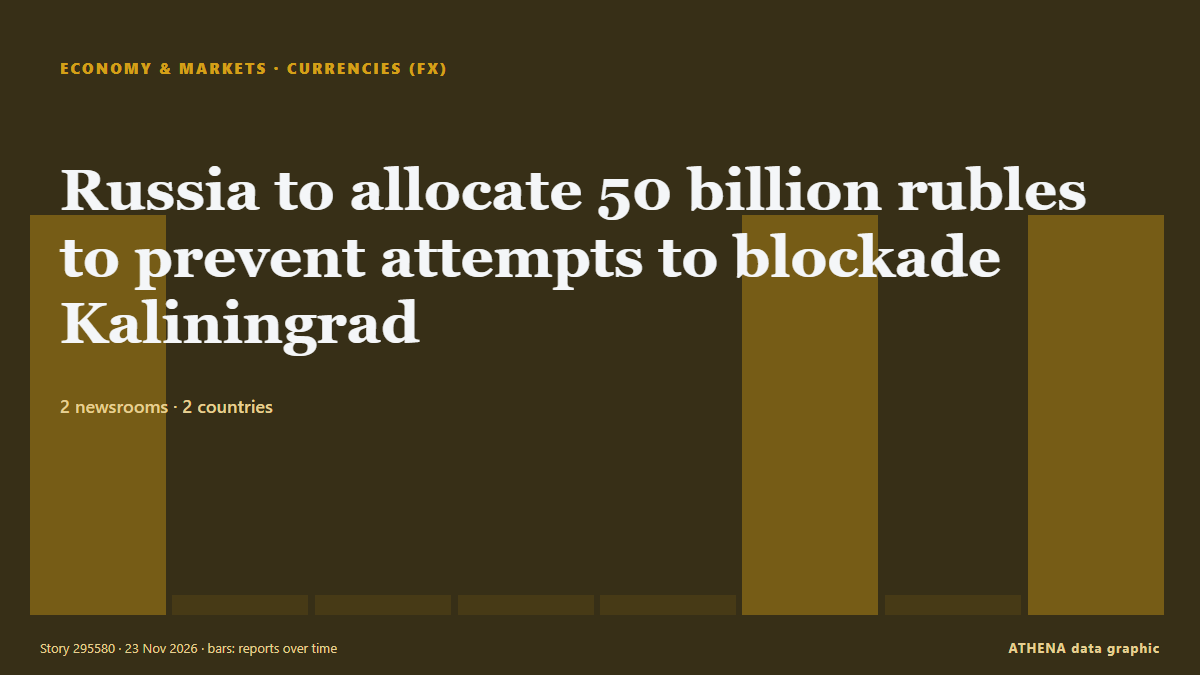 ECONOMY & MARKETS · CURRENCIES (FX)
Russia to allocate 50 billion rubles
to prevent attempts to blockade
Kaliningrad
2 newsrooms · 2 countries
Story 295580 · 23 Nov 2026 · bars: reports over time
ATHENA data graphic